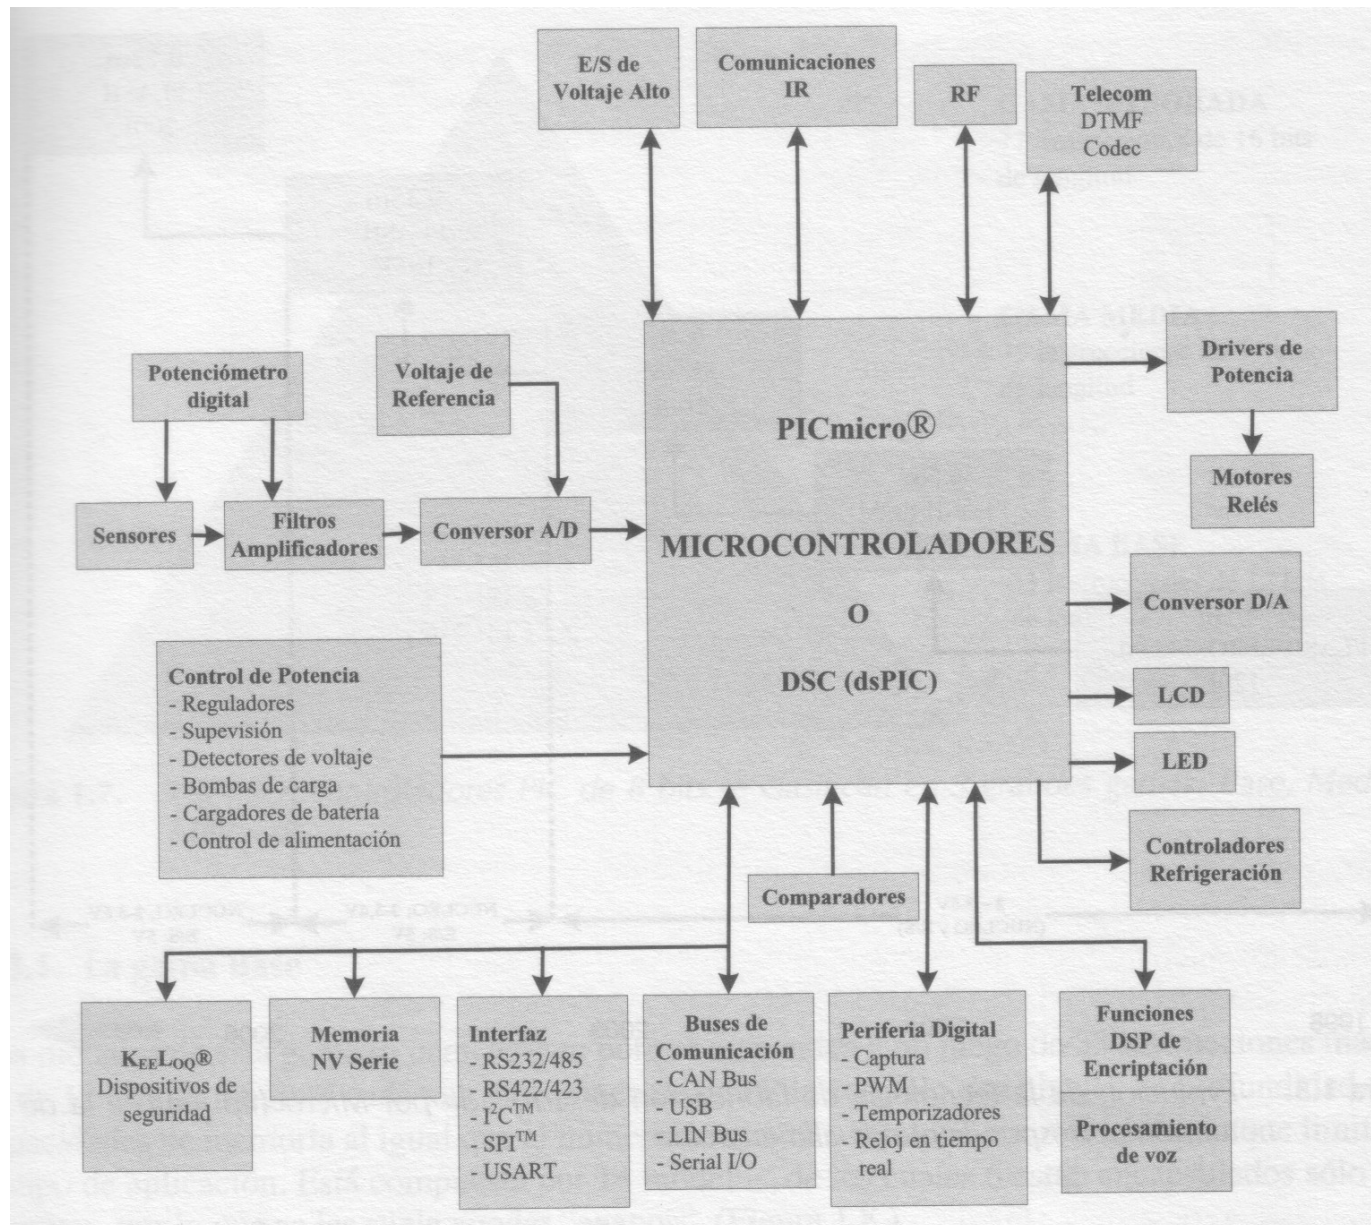 E/S de
Voltaje Alto
Comunicaciones
IR
RF
Telecom
DTMF
Codec
Potenciómetro
digital
Voltaje de
Referencia
Drivers de
Potencia
Motores
Relés
Sensores
Filtros
Amplificadores
Conversor A/D
PICmicro®
MICROCONTROLADORES
O
DSC (dsPIC)
Conversor D/A
LCD
LED
Controladores
Refrigeración
Control de Potencia
- Reguladores
- Supevisión
- Detectores de voltaje
- Bombas de carga
- Cargadores de batería
- Control de alimentación
Comparadores
KEELOQ®
Dispositivos de
seguridad
Memoria
NV Serie
Interfaz
- RS232/485
- RS422/423
- I²C™
- SPI™
- USART
Buses de
Comunicación
- CAN Bus
- USB
- LIN Bus
- Serial I/O
Periferia Digital
- Captura
- PWM
- Temporizadores
- Reloj en tiempo
real
Funciones
DSP de
Encriptación
Procesamiento
de voz